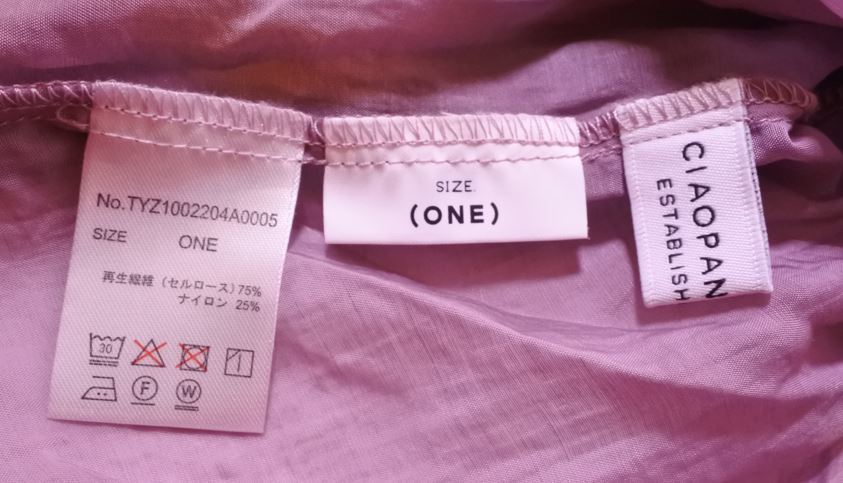 No.TYZ1002204A0005
SIZE ONE
再生繊維（セルロース）75%
ナイロン 25%
30
F
W
SIZE
(ONE)
CIAOPAN
ESTABLISH